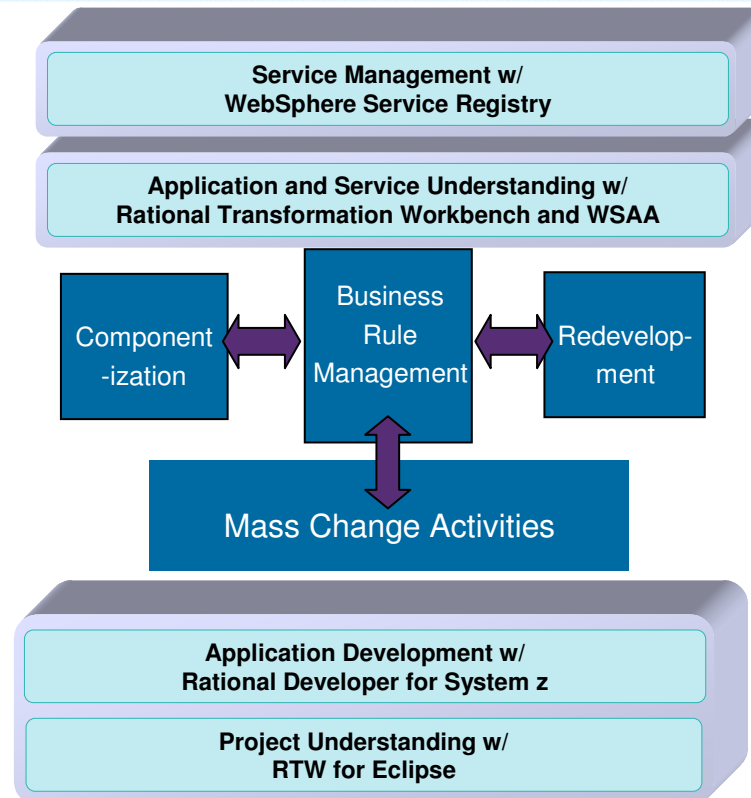 Service Management w/
WebSphere Service Registry
Application and Service Understanding w/
Rational Transformation Workbench and WSAA
Component
-ization
Business
Rule
Management
Redevelop-
ment
Mass Change Activities
Application Development w/
Rational Developer for System z
Project Understanding w/
RTW for Eclipse